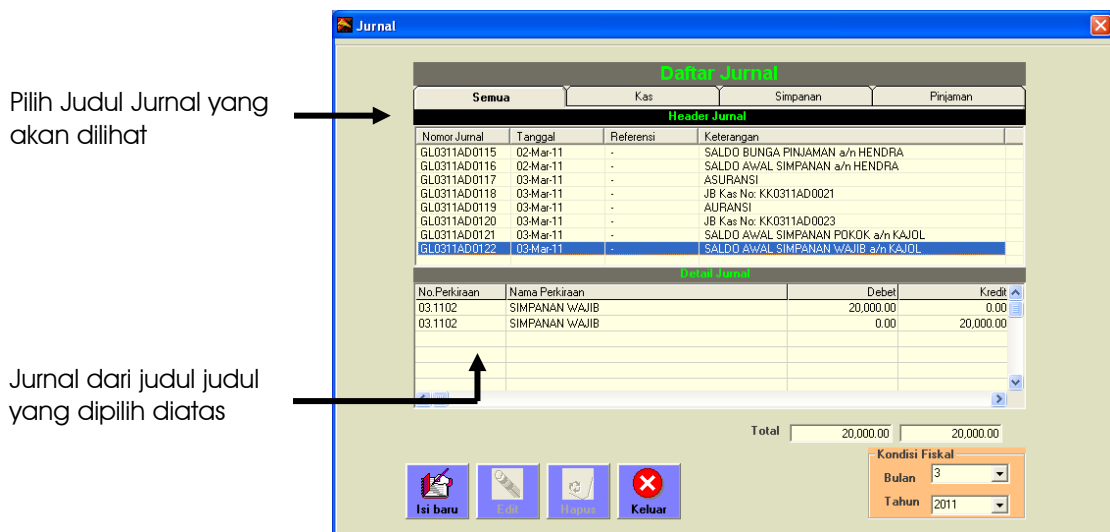 Jurnal
Pilih Judul Jurnal yang
akan dilihat
Daftar Jurnal
Semua Kas Simpanan Pinjaman
Header Jurnal
Nomor Jurnal Tanggal Referensi Keterangan
GL0311AD0115 02-Mar-11 - SALDO BUNGA PINJAMAN a/n HENDRA
GL0311AD0116 02-Mar-11 - SALDO AWAL SIMPANAN a/n HENDRA
GL0311AD0117 03-Mar-11 - ASURANSI
GL0311AD0118 03-Mar-11 - JB Kas No: KK0311AD0021
GL0311AD0119 03-Mar-11 - AURANSI
GL0311AD0120 03-Mar-11 - JB Kas No: KK0311AD0023
GL0311AD0121 03-Mar-11 - SALDO AWAL SIMPANAN POKOK a/n KAJOL
GL0311AD0122 03-Mar-11 - SALDO AWAL SIMPANAN WAJIB a/n KAJOL
Detail Jurnal
No.Perkiraan Nama Perkiraan Debet Kredit
03.1102 SIMPANAN WAJIB 20,000.00 0.00
03.1102 SIMPANAN WAJIB 0.00 20,000.00
Jurnal dari judul judul
yang dipilih diatas
Total 20,000.00 20,000.00
Kondisi Fiskal
Bulan 3
Tahun 2011
Isi baru Edit Hapus Keluar